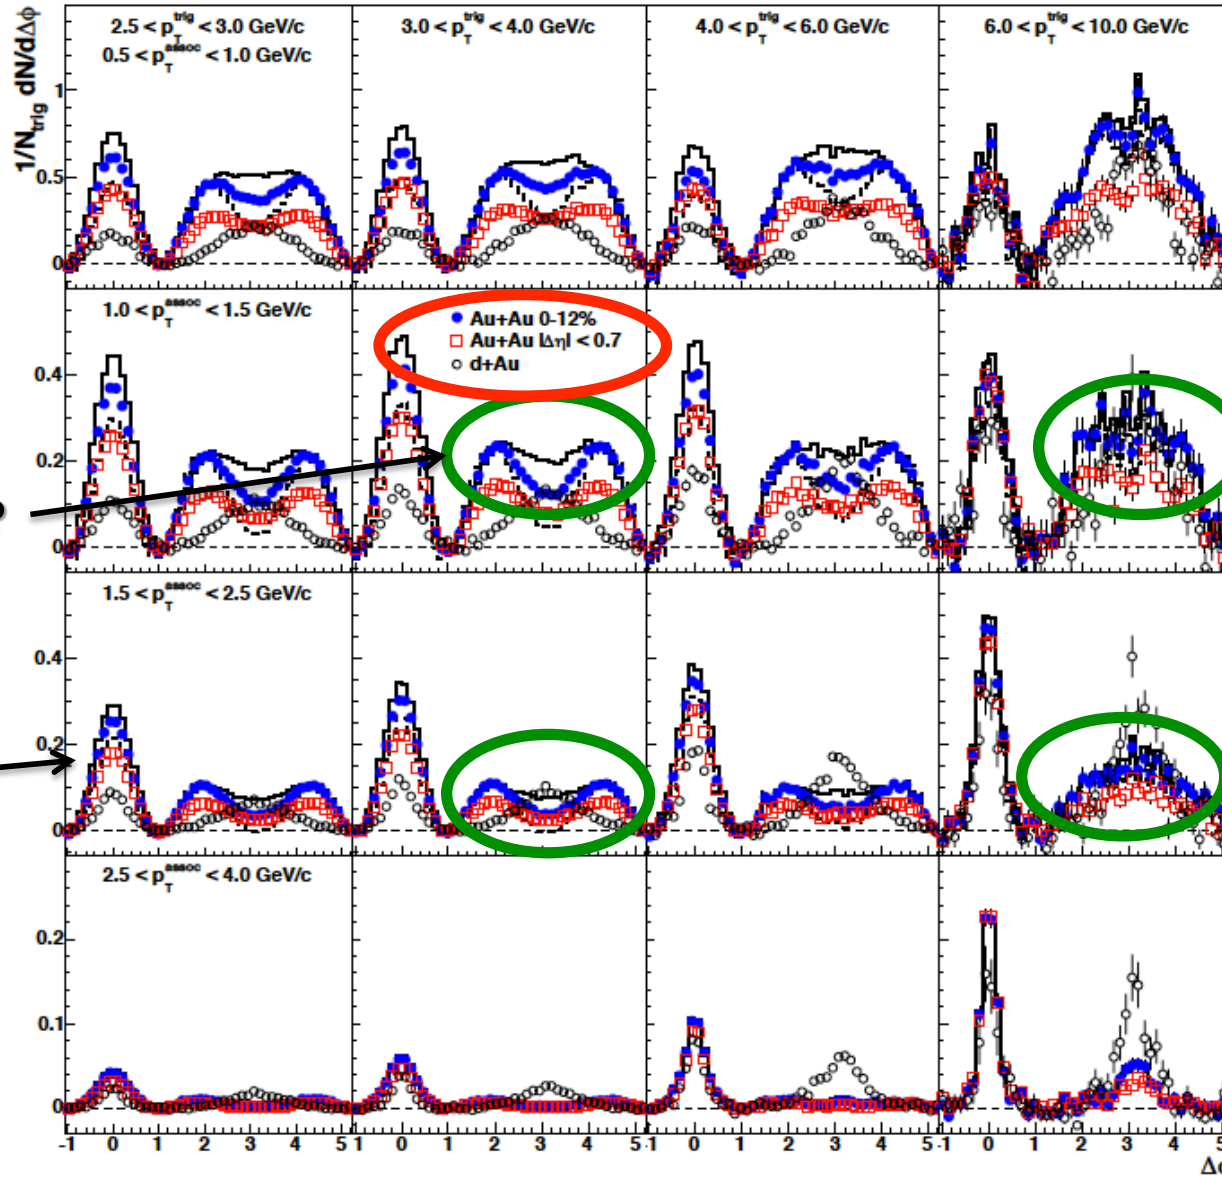 2.5 < p_T^trig < 3.0 GeV/c
3.0 < p_T^trig < 4.0 GeV/c
4.0 < p_T^trig < 6.0 GeV/c
6.0 < p_T^trig < 10.0 GeV/c
0.5 < p_T^assoc < 1.0 GeV/c
1/N_trig dN/dΔϕ
1
0.5
0
1.0 < p_T^assoc < 1.5 GeV/c
Au+Au 0-12%
Au+Au |Δη| < 0.7
d+Au
0.4
0.2
0
1.5 < p_T^assoc < 2.5 GeV/c
0.4
0.2
0
2.5 < p_T^assoc < 4.0 GeV/c
0.2
0.1
0
-1 0 1 2 3 4 5 -1 0 1 2 3 4 5 -1 0 1 2 3 4 5 -1 0 1 2 3 4 5